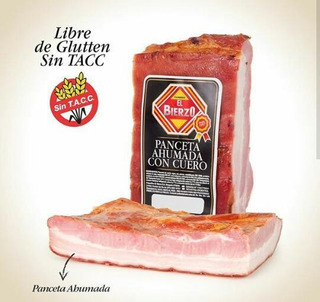 Libre
de Glutten
Sin TACC
Sin T.A.C.C.
EL
BIERZO
PANCETA
AHUMADA
CON CUERO
Panceta Ahumada